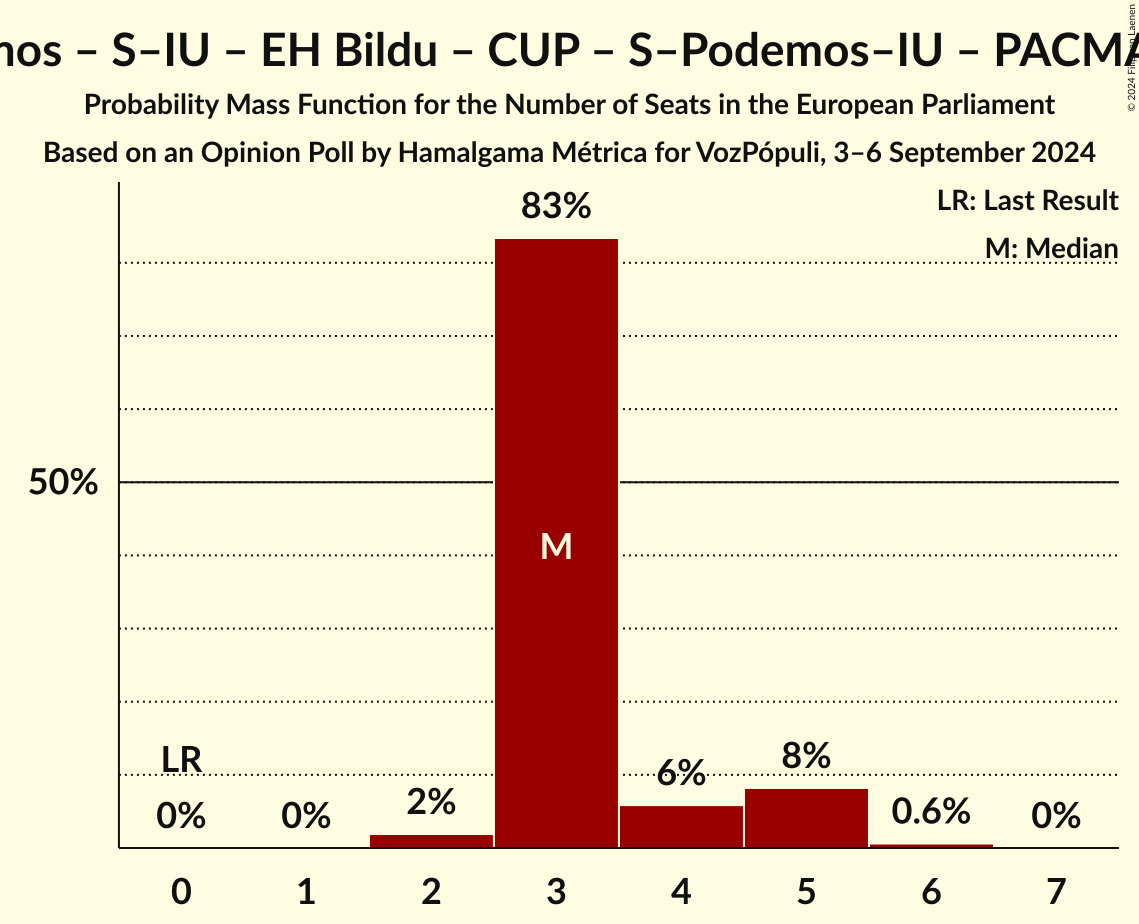 – S–IU – EH Bildu – CUP – S–Podemos–IU –
Probability Mass Function for the Number of Seats in the European Parliament
Based on an Opinion Poll by Hamalgama Métrica for VozPópuli, 3–6 September 2024
LR: Last Result
M: Median
83%
50%
M
LR
0%
0%
2%
6%
8%
0.6%
0%
0 1 2 3 4 5 6 7